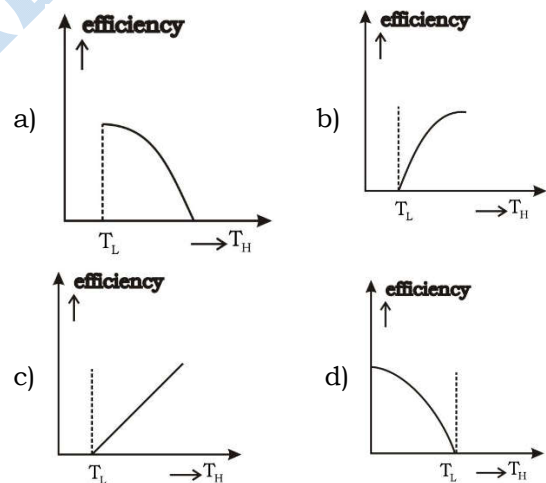 efficiency
a)
T_L → T_H
efficiency
b)
T_L → T_H
efficiency
c)
T_L → T_H
efficiency
d)
T_L → T_H